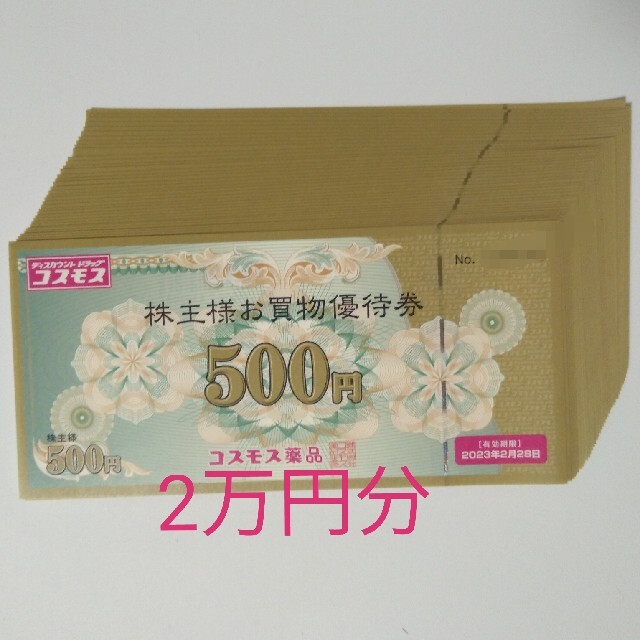 ディスカウント ドラッグ
コスモス
No.
株主様お買物優待券
500円
株主様
500円
コスモス薬品
[有効期限]
2023年2月28日
2万円分